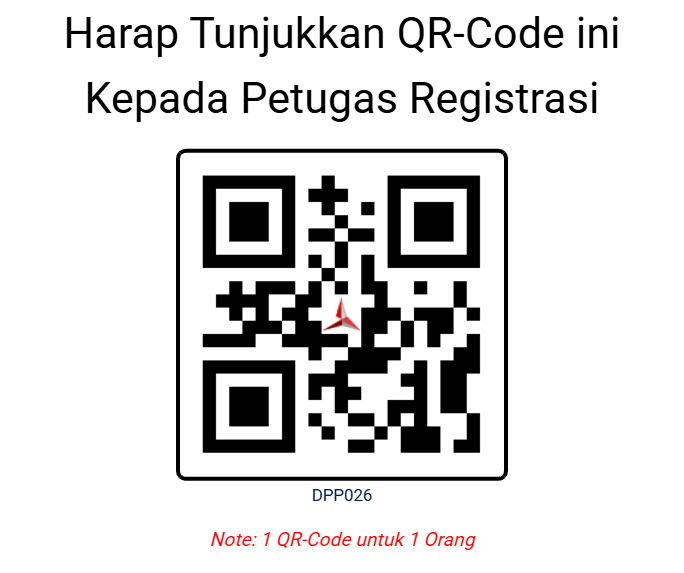 Harap Tunjukkan QR-Code ini
Kepada Petugas Registrasi
DPP026
Note: 1 QR-Code untuk 1 Orang